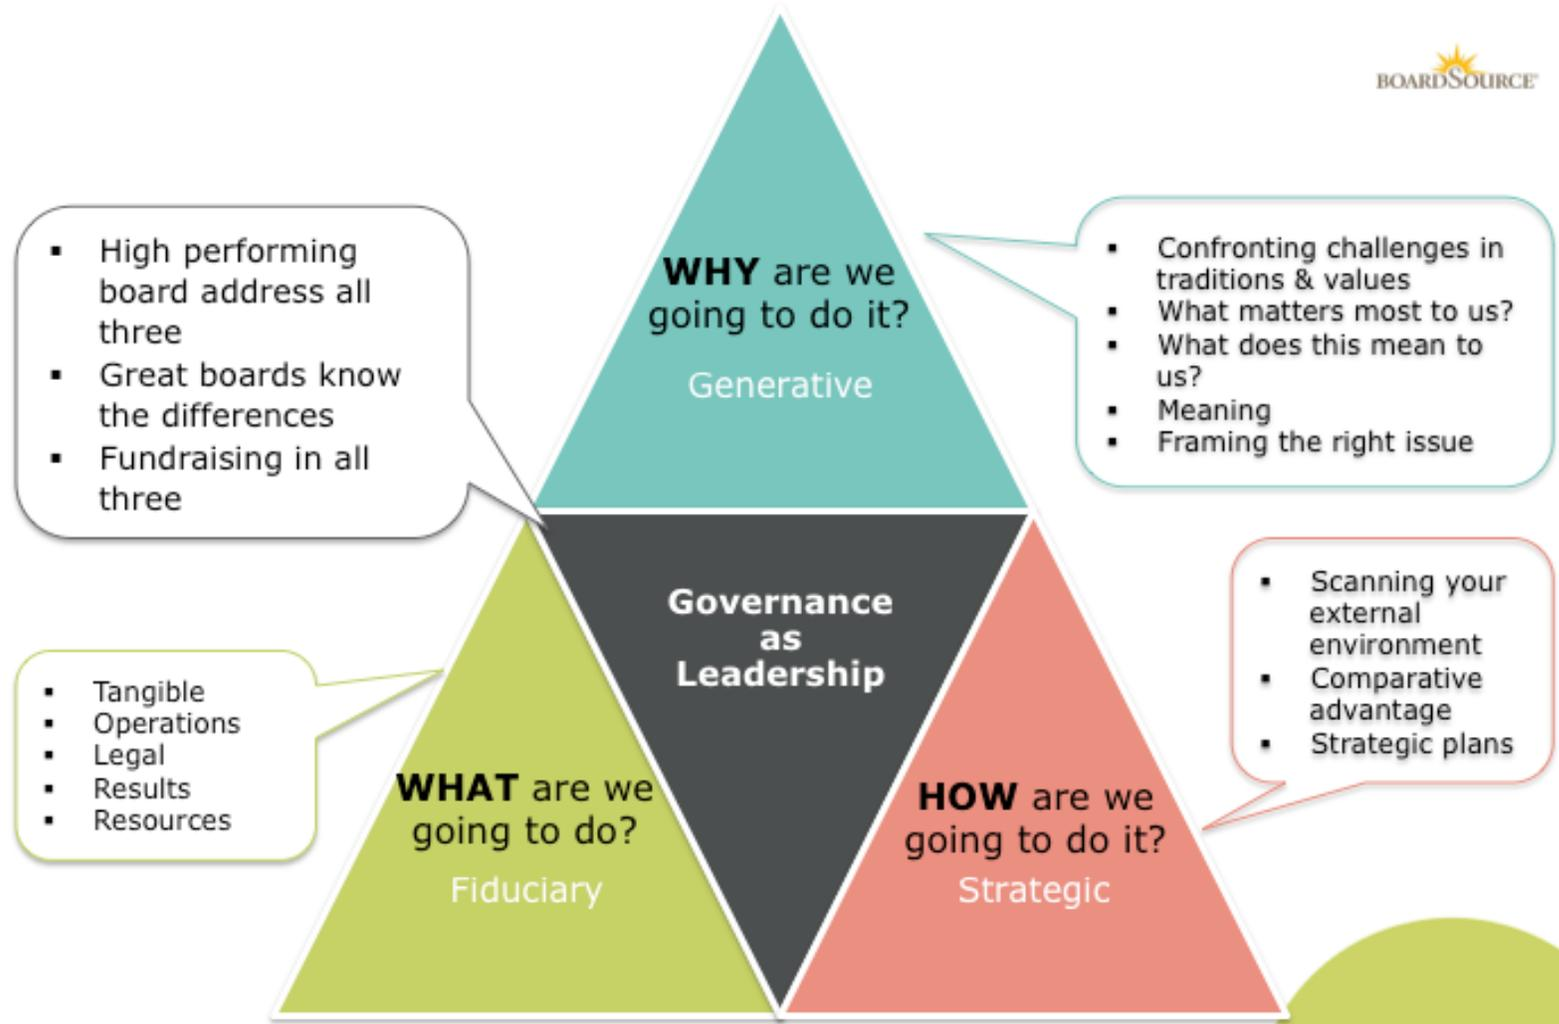 BOARDSOURCE
WHY are we
going to do it?
Generative
▪ High performing
board address all
three
▪ Great boards know
the differences
▪ Fundraising in all
three
▪ Confronting challenges in
traditions & values
▪ What matters most to us?
▪ What does this mean to
us?
▪ Meaning
▪ Framing the right issue
Governance
as
Leadership
▪ Tangible
▪ Operations
▪ Legal
▪ Results
▪ Resources
WHAT are we
going to do?
Fiduciary
▪ Scanning your
external
environment
▪ Comparative
advantage
▪ Strategic plans
HOW are we
going to do it?
Strategic